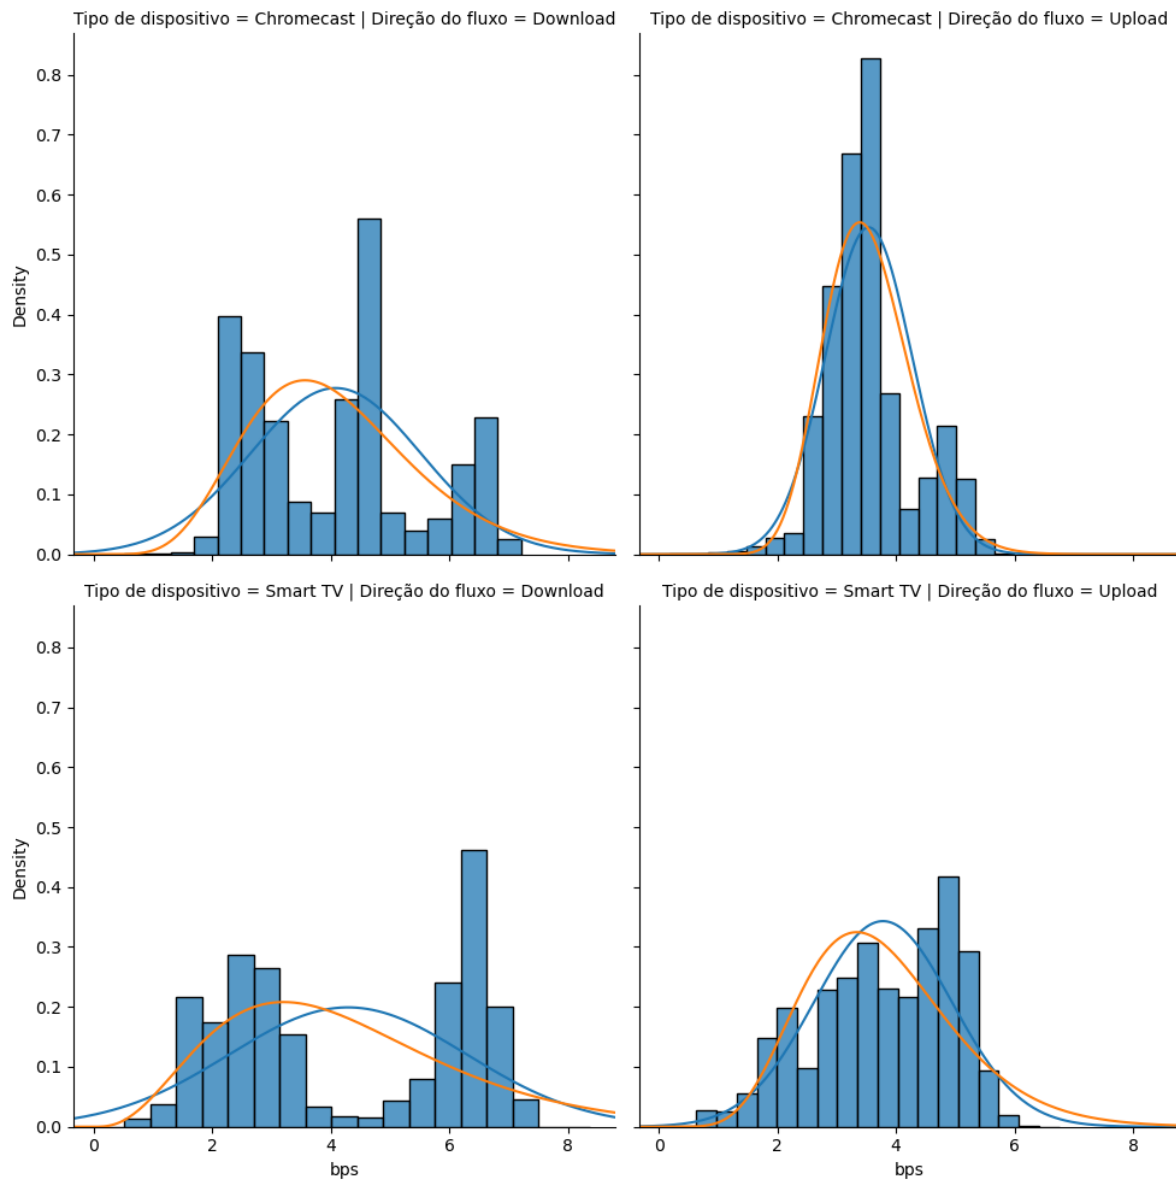 Tipo de dispositivo = Chromecast | Direção do fluxo = Download
Tipo de dispositivo = Chromecast | Direção do fluxo = Upload
0.8
0.7
0.6
0.5
0.4
0.3
0.2
0.1
0.0
Density
Tipo de dispositivo = Smart TV | Direção do fluxo = Download
Tipo de dispositivo = Smart TV | Direção do fluxo = Upload
0.8
0.7
0.6
0.5
0.4
0.3
0.2
0.1
0.0
Density
0 2 4 6 8
0 2 4 6 8
bps
bps